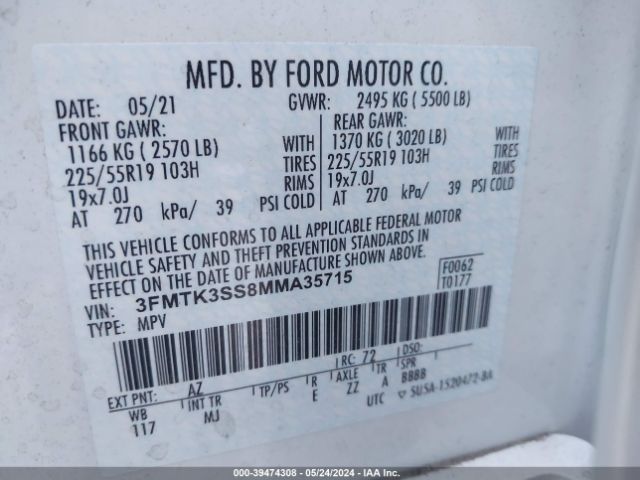 MFD. BY FORD MOTOR CO.
DATE: 05/21 GVWR: 2495 KG ( 5500 LB)
FRONT GAWR: REAR GAWR:
1166 KG ( 2570 LB) WITH 1370 KG ( 3020 LB) WITH
225/55R19 103H TIRES 225/55R19 103H TIRES
19x7.0J RIMS 19x7.0J RIMS
AT 270 kPa/ 39 PSI COLD AT 270 kPa/ 39 PSI COLD
THIS VEHICLE CONFORMS TO ALL APPLICABLE FEDERAL MOTOR
VEHICLE SAFETY AND THEFT PREVENTION STANDARDS IN
EFFECT ON THE DATE OF MANUFACTURE SHOWN ABOVE.
F0062
T0177
VIN: 3FMTK3SS8MMA35715
TYPE: MPV
EXT PNT: AZ RC: 72 DSO:
WB INT TR TP/PS R AXLE TR SPR
117 MJ E ZZ A BBBB
UTC SUSA-1520472-BA
000-39474308 - 05/24/2024 - IAA Inc.